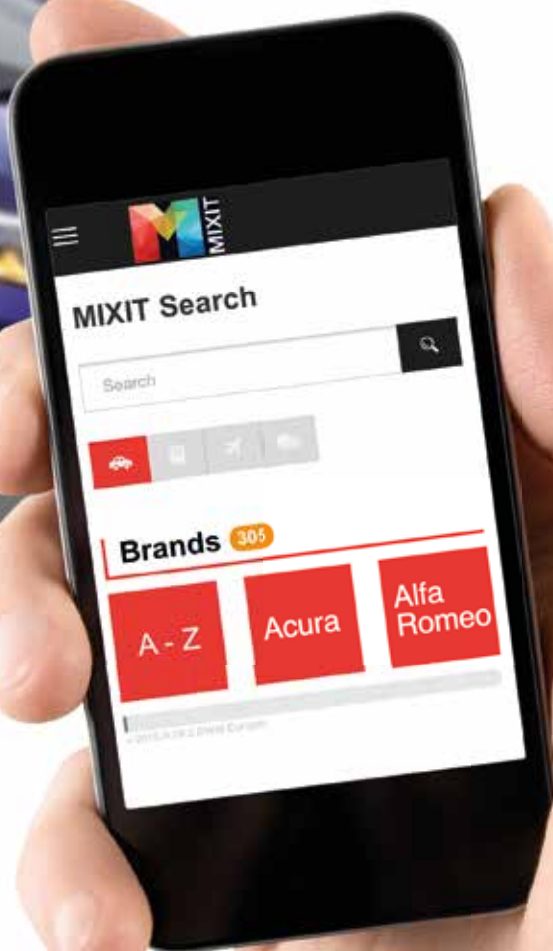 MIXIT
MIXIT Search
Search
Brands 305
A - Z
Acura
Alfa
Romeo